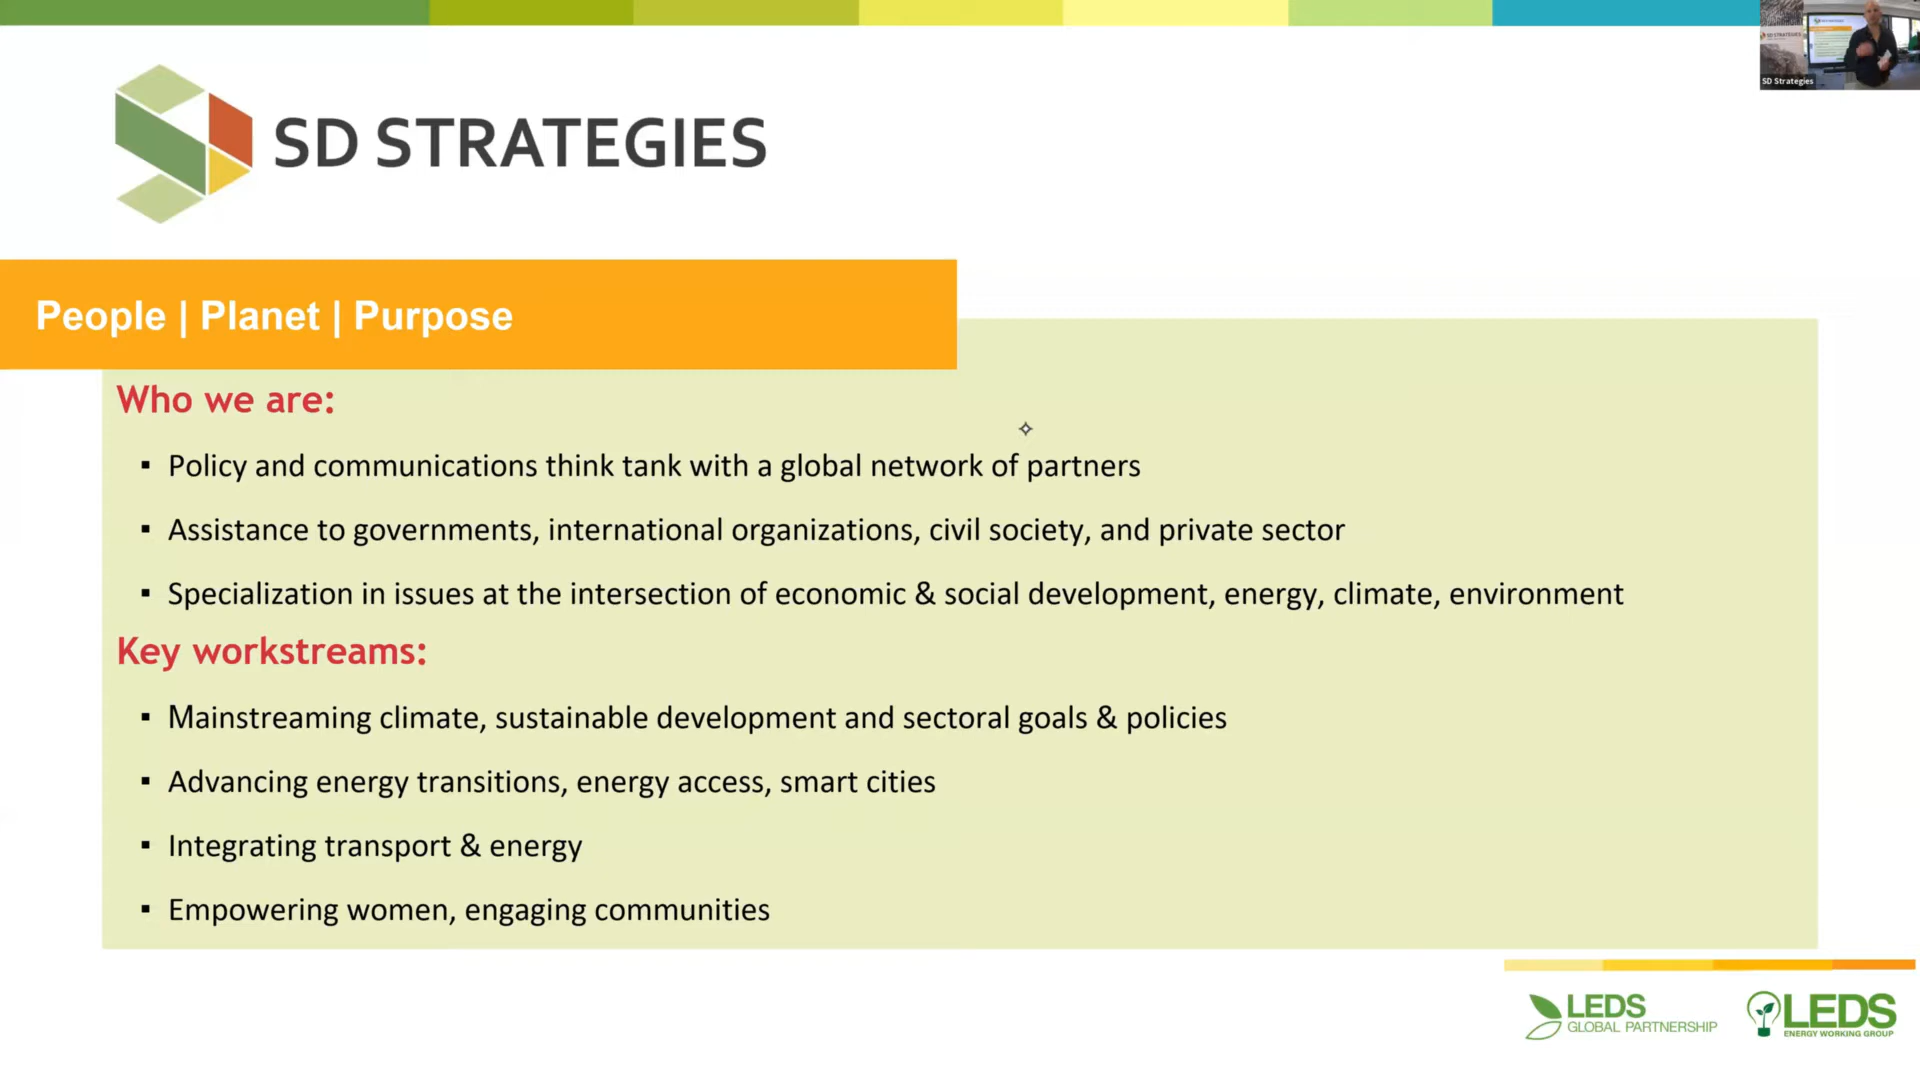 SD Strategies
SD STRATEGIES
People | Planet | Purpose
Who we are:
▪ Policy and communications think tank with a global network of partners
▪ Assistance to governments, international organizations, civil society, and private sector
▪ Specialization in issues at the intersection of economic & social development, energy, climate, environment
Key workstreams:
▪ Mainstreaming climate, sustainable development and sectoral goals & policies
▪ Advancing energy transitions, energy access, smart cities
▪ Integrating transport & energy
▪ Empowering women, engaging communities
LEDS
GLOBAL PARTNERSHIP
LEDS
ENERGY WORKING GROUP